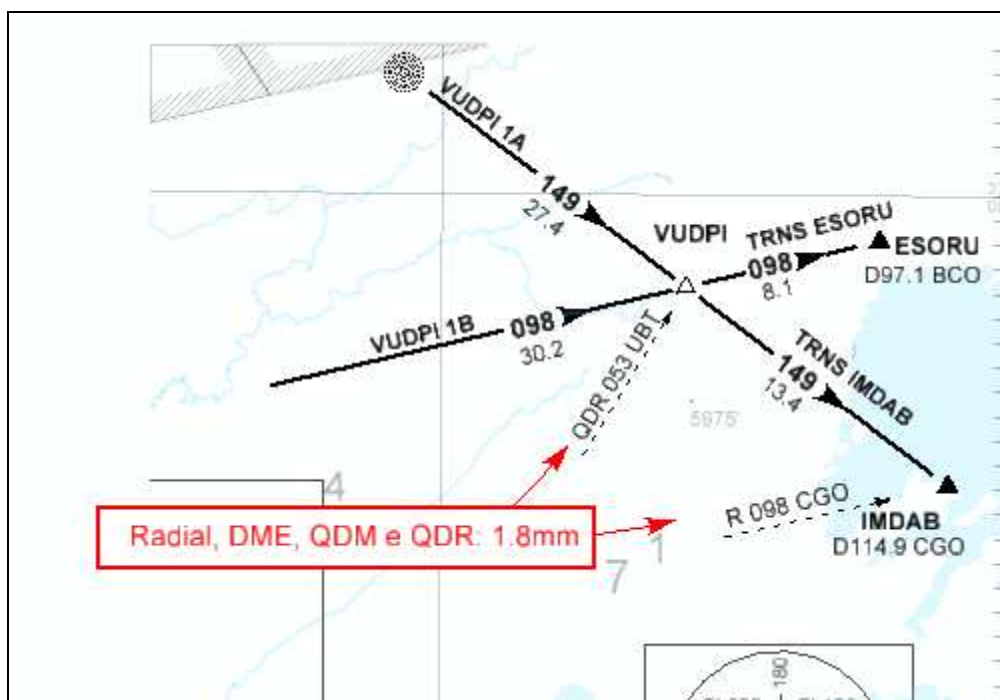 VUDPI 1A
149
27.4
VUDPI
TRNS ESORU
098
8.1
ESORU
D97.1 BCO
VUDPI 1B
098
30.2
QDR 053 UBT
TRNS IMDAB
149
13.4
5975'
4
R 098 CGO
IMDAB
D114.9 CGO
Radial, DME, QDM e QDR: 1.8mm
1
7
180